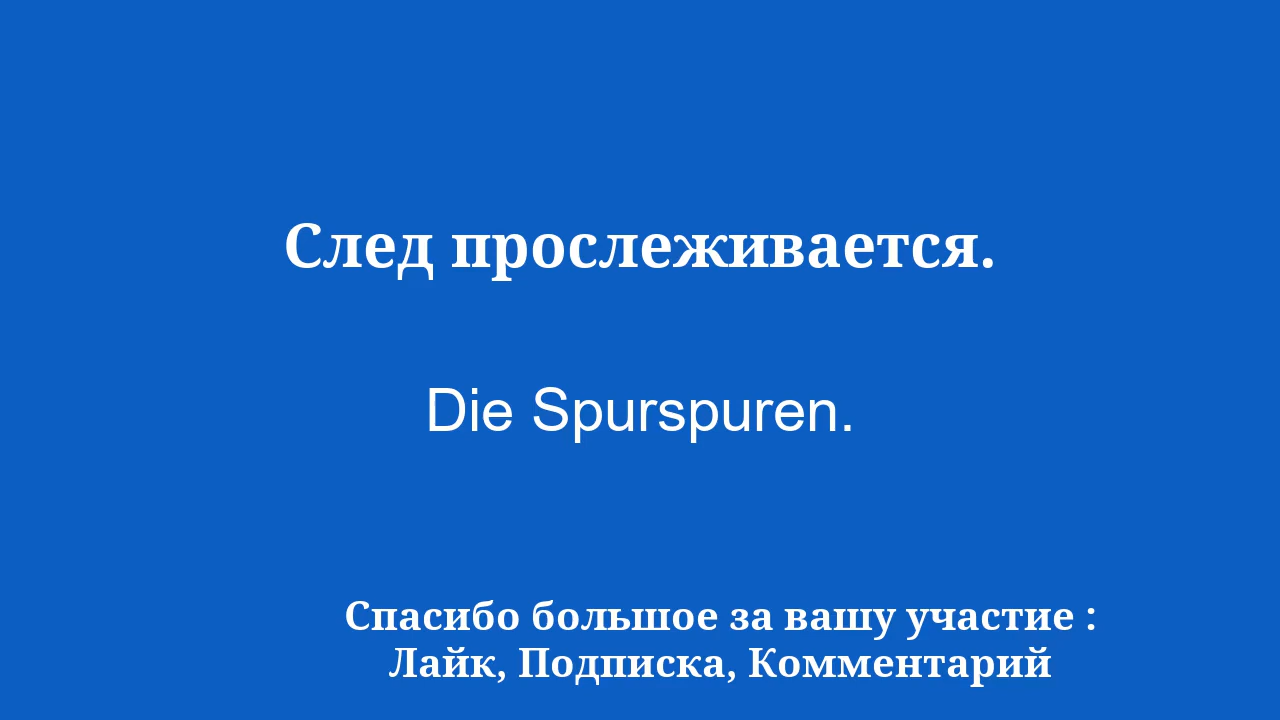 След прослеживается.
Die Spurspuren.
Спасибо большое за вашу участие :
Лайк, Подписка, Комментарий